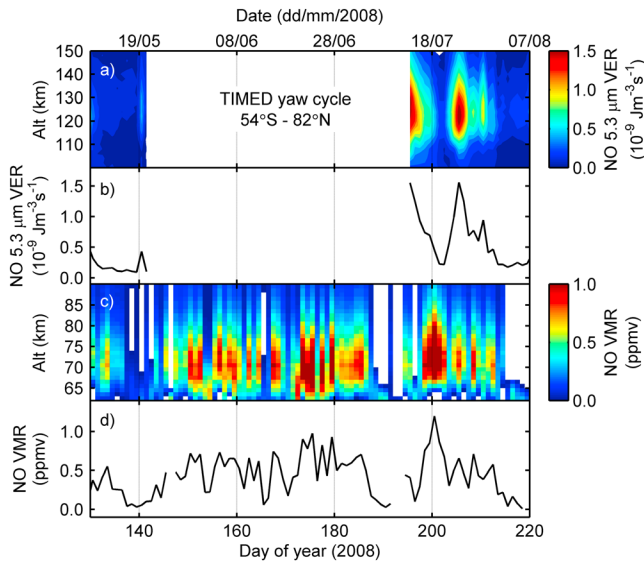 Date (dd/mm/2008)
19/05 08/06 28/06 18/07 07/08
a)
Alt (km)
150
140
130
120
110
100
TIMED yaw cycle
54°S - 82°N
1.5
1.0
0.5
0.0
NO 5.3 μm VER
(10⁻⁹ Jm⁻³s⁻¹)
b)
NO 5.3 μm VER
(10⁻⁹ Jm⁻³s⁻¹)
1.5
1.0
0.5
0.0
c)
Alt (km)
85
80
75
70
65
1.0
0.5
0.0
NO VMR
(ppmv)
d)
NO VMR
(ppmv)
1.0
0.5
0.0
140 160 180 200 220
Day of year (2008)